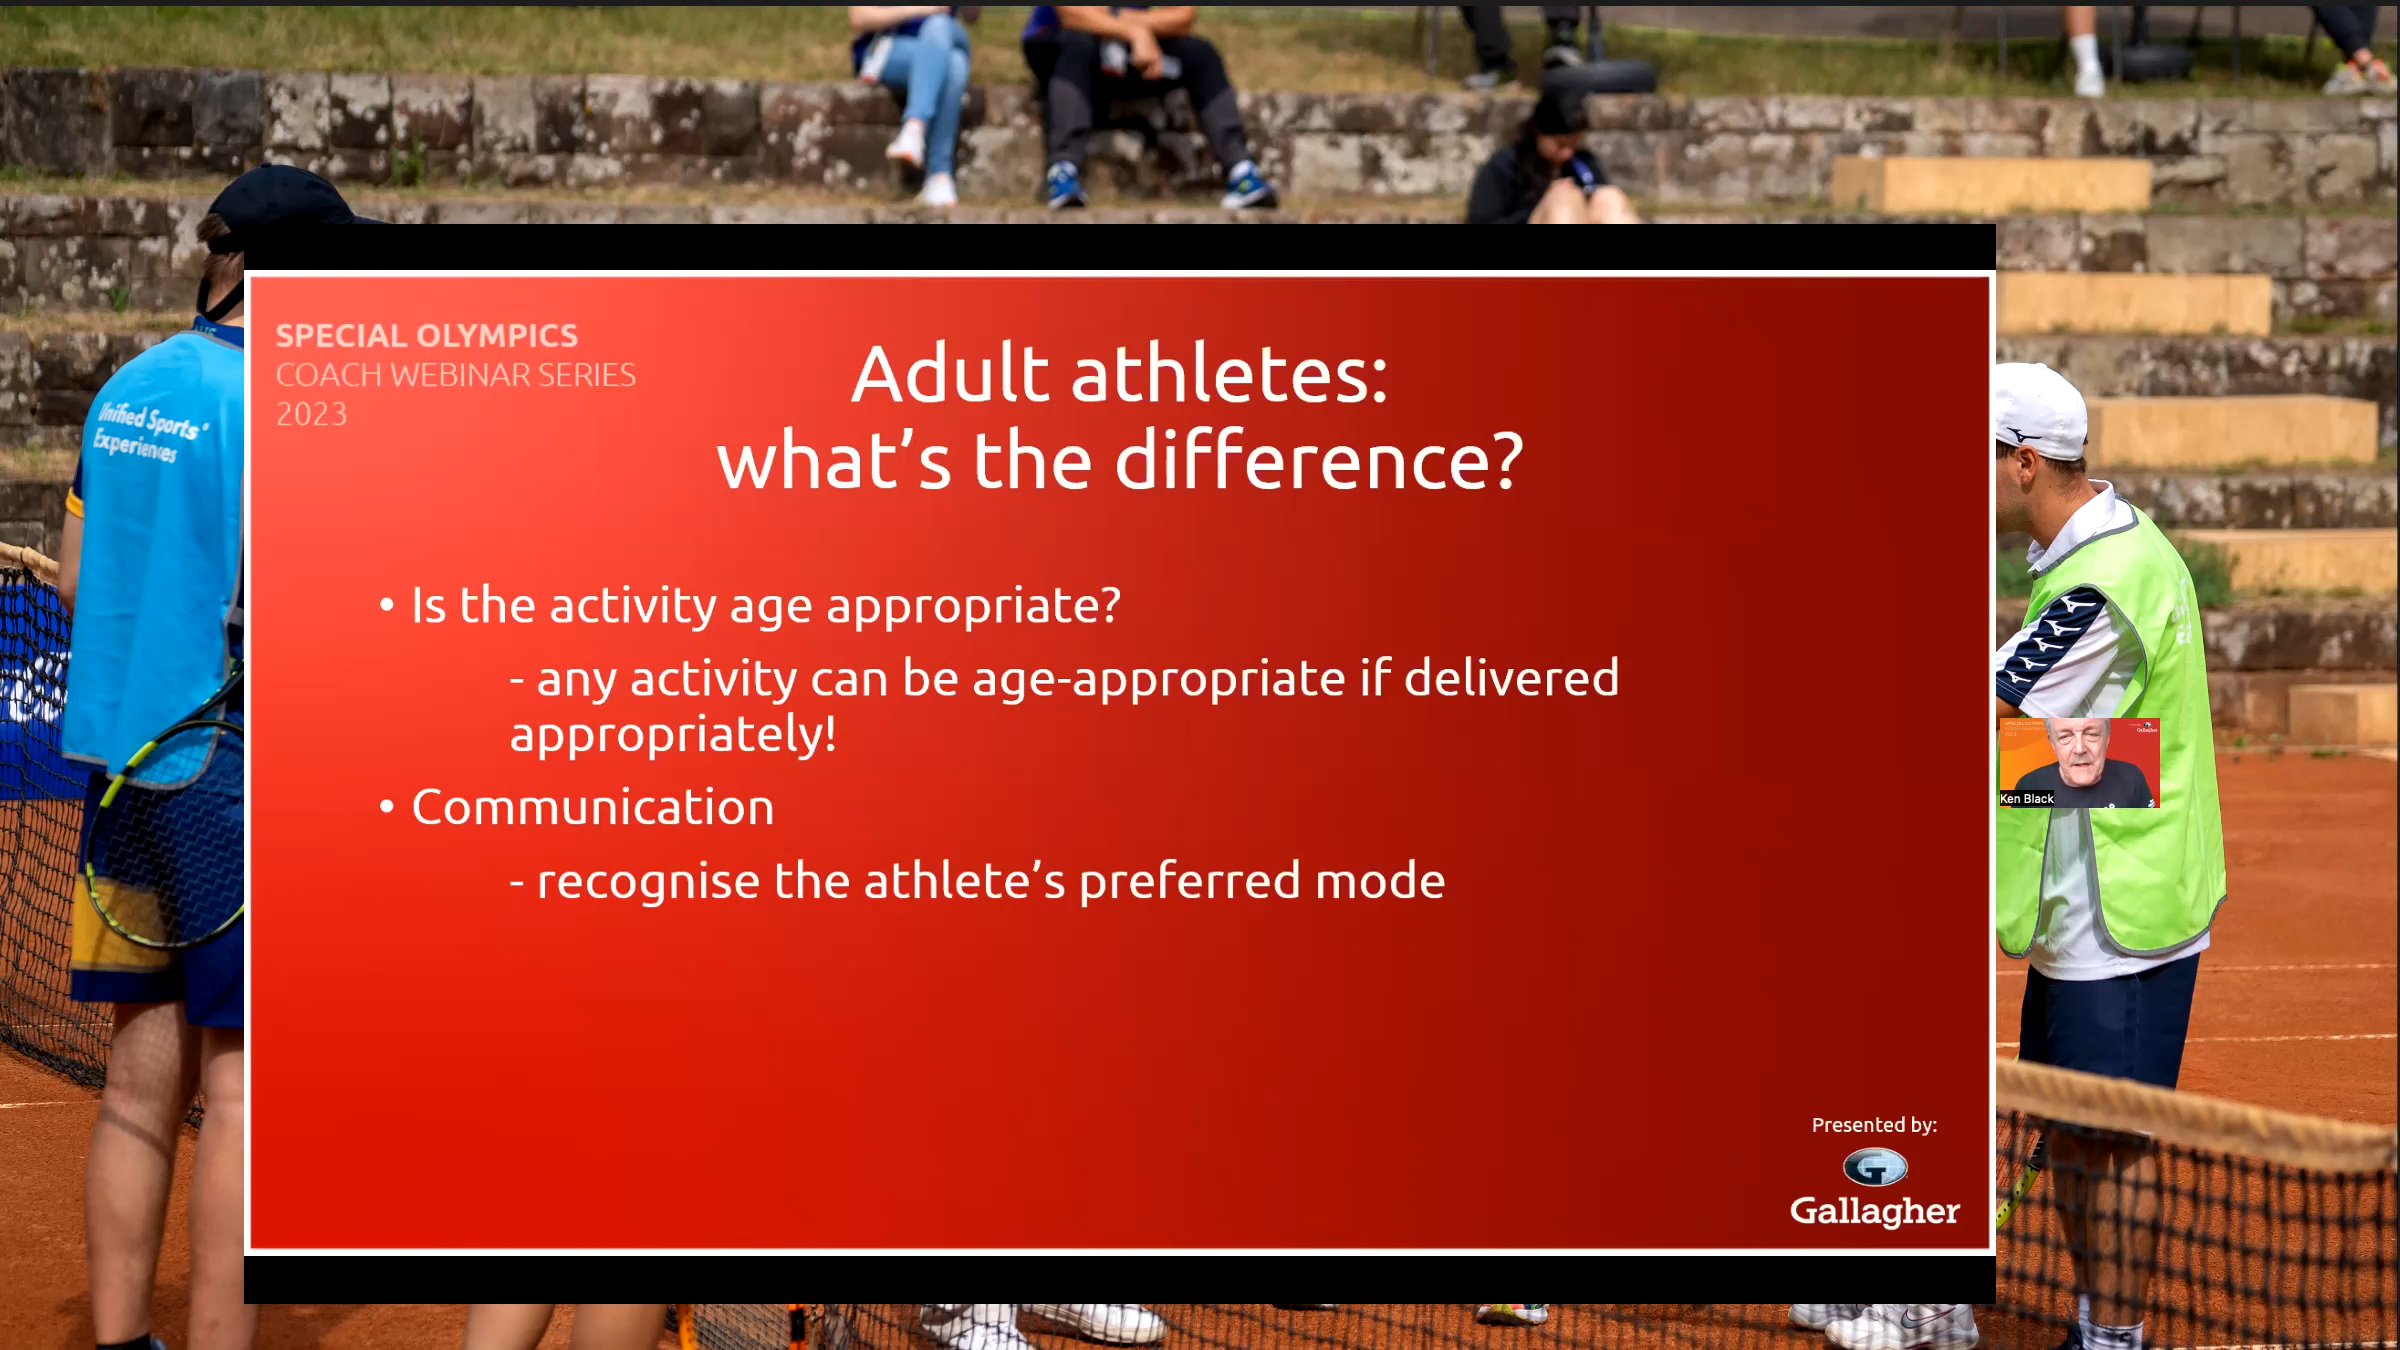 SPECIAL OLYMPICS
COACH WEBINAR SERIES
2023
Adult athletes:
what's the difference?
• Is the activity age appropriate?
- any activity can be age-appropriate if delivered
appropriately!
• Communication
- recognise the athlete's preferred mode
Presented by:
G
Gallagher
Unified Sports®
Experiences
Ken Black